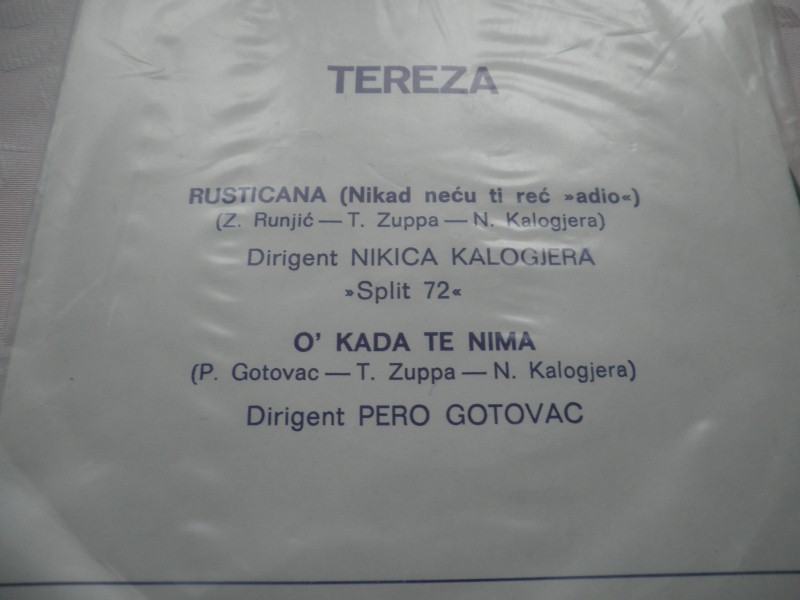 TEREZA
RUSTICANA (Nikad neću ti reć »adio«)
(Z. Runjić — T. Zuppa — N. Kalogjera)
Dirigent NIKICA KALOGJERA
»Split 72«
O' KADA TE NIMA
(P. Gotovac — T. Zuppa — N. Kalogjera)
Dirigent PERO GOTOVAC